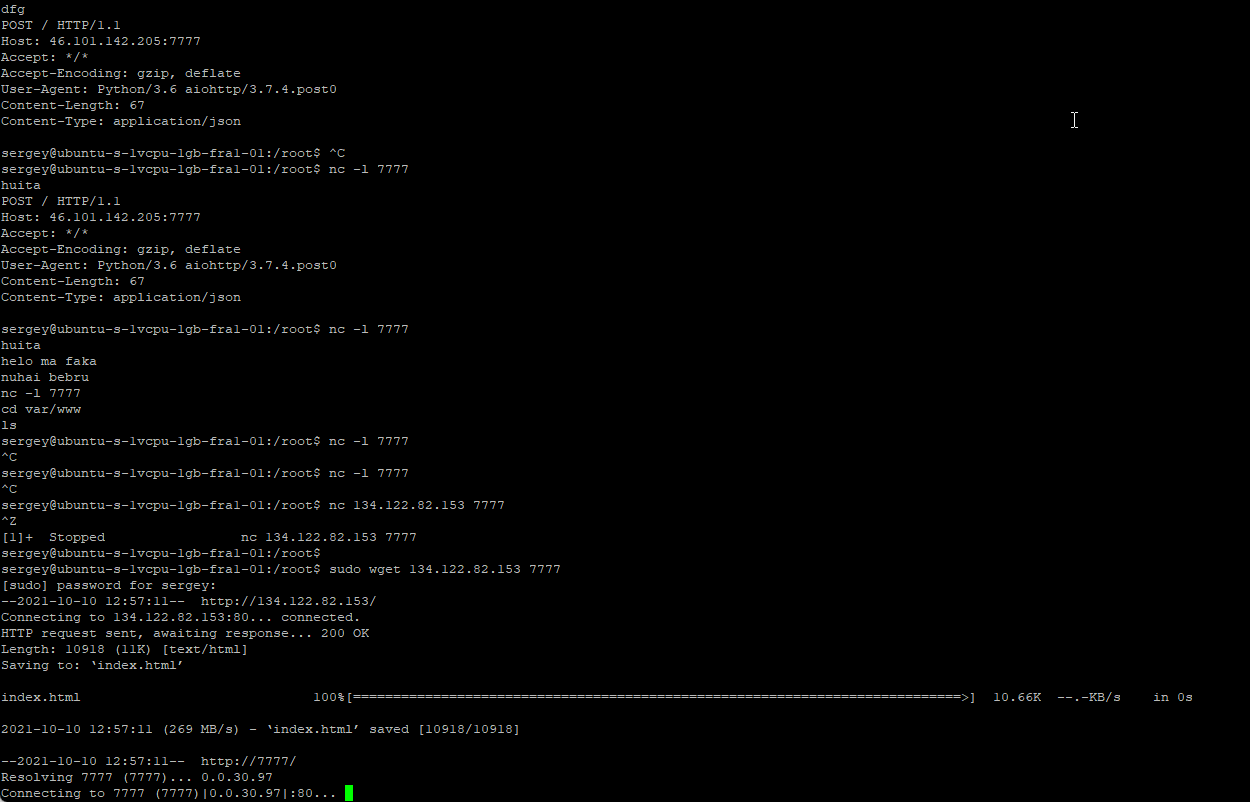 dfg
POST / HTTP/1.1
Host: 46.101.142.205:7777
Accept: */*
Accept-Encoding: gzip, deflate
User-Agent: Python/3.6 aiohttp/3.7.4.post0
Content-Length: 67
Content-Type: application/json
sergey@ubuntu-s-1vcpu-1gb-fra1-01:/root$ ^C
sergey@ubuntu-s-1vcpu-1gb-fra1-01:/root$ nc -l 7777
huita
POST / HTTP/1.1
Host: 46.101.142.205:7777
Accept: */*
Accept-Encoding: gzip, deflate
User-Agent: Python/3.6 aiohttp/3.7.4.post0
Content-Length: 67
Content-Type: application/json
sergey@ubuntu-s-1vcpu-1gb-fra1-01:/root$ nc -l 7777
huita
helo ma faka
nuhai bebru
nc -l 7777
cd var/www
ls
sergey@ubuntu-s-1vcpu-1gb-fra1-01:/root$ nc -l 7777
^C
sergey@ubuntu-s-1vcpu-1gb-fra1-01:/root$ nc -l 7777
^C
sergey@ubuntu-s-1vcpu-1gb-fra1-01:/root$ nc 134.122.82.153 7777
^Z
[1]+  Stopped                 nc 134.122.82.153 7777
sergey@ubuntu-s-1vcpu-1gb-fra1-01:/root$
sergey@ubuntu-s-1vcpu-1gb-fra1-01:/root$ sudo wget 134.122.82.153 7777
[sudo] password for sergey:
--2021-10-10 12:57:11--  http://134.122.82.153/
Connecting to 134.122.82.153:80... connected.
HTTP request sent, awaiting response... 200 OK
Length: 10918 (11K) [text/html]
Saving to: ‘index.html’
index.html                             100%[============================================================================>]  10.66K  --.-KB/s    in 0s
2021-10-10 12:57:11 (269 MB/s) - ‘index.html’ saved [10918/10918]
--2021-10-10 12:57:11--  http://7777/
Resolving 7777 (7777)... 0.0.30.97
Connecting to 7777 (7777)|0.0.30.97|:80...